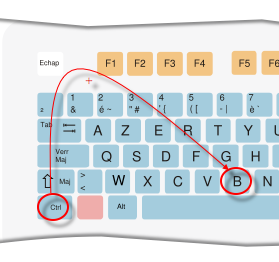 Echap F1 F2 F3 F4 F5 F6
1 2 3 4 5 6 7
² & é ~ " # ' { ( [ - | è `
Tab A Z E R T Y
Verr Maj Q S D F G H
Maj > < W X C V B N
Ctrl Alt